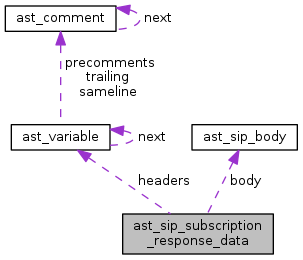 ast_comment
next
precomments
trailing
sameline
ast_variable
next
ast_sip_body
headers
body
ast_sip_subscription
_response_data